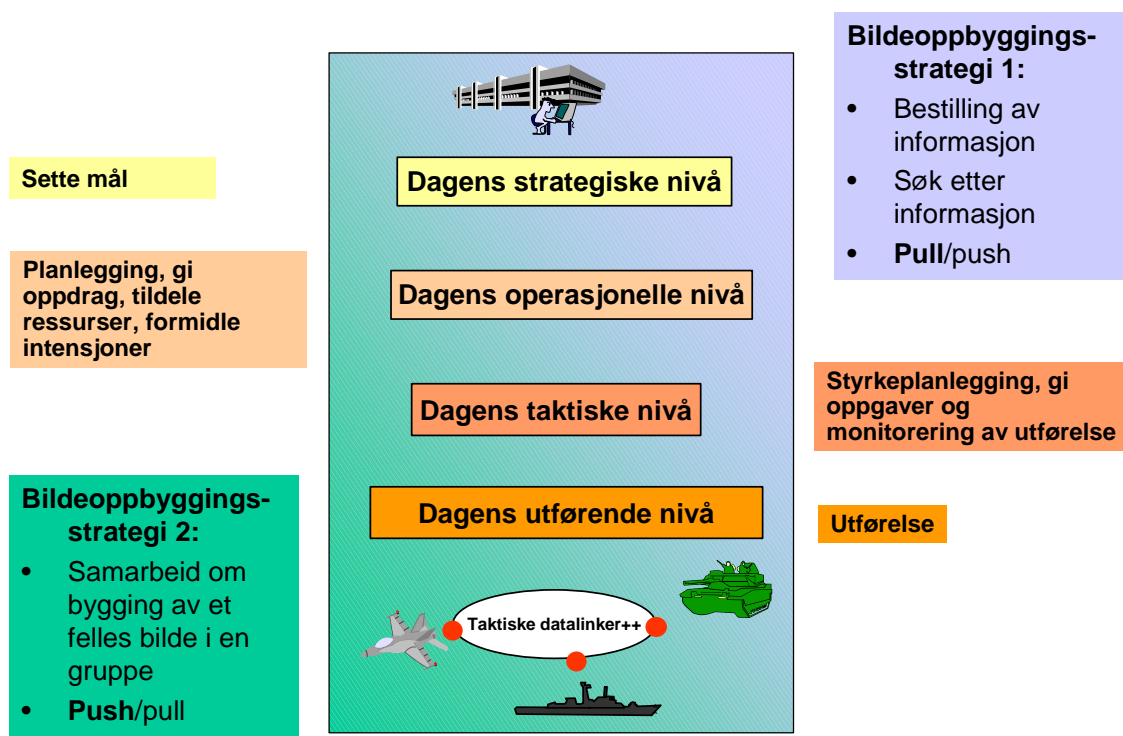 Bildeoppbyggings-
strategi 1:
• Bestilling av
informasjon
• Søk etter
informasjon
• Pull/push
Sette mål
Dagens strategiske nivå
Planlegging, gi
oppdrag, tildele
ressurser, formidle
intensjoner
Dagens operasjonelle nivå
Dagens taktiske nivå
Styrkeplanlegging, gi
oppgaver og
monitorering av utførelse
Bildeoppbyggings-
strategi 2:
• Samarbeid om
bygging av et
felles bilde i en
gruppe
• Push/pull
Dagens utførende nivå
Utførelse
Taktiske datalinker++